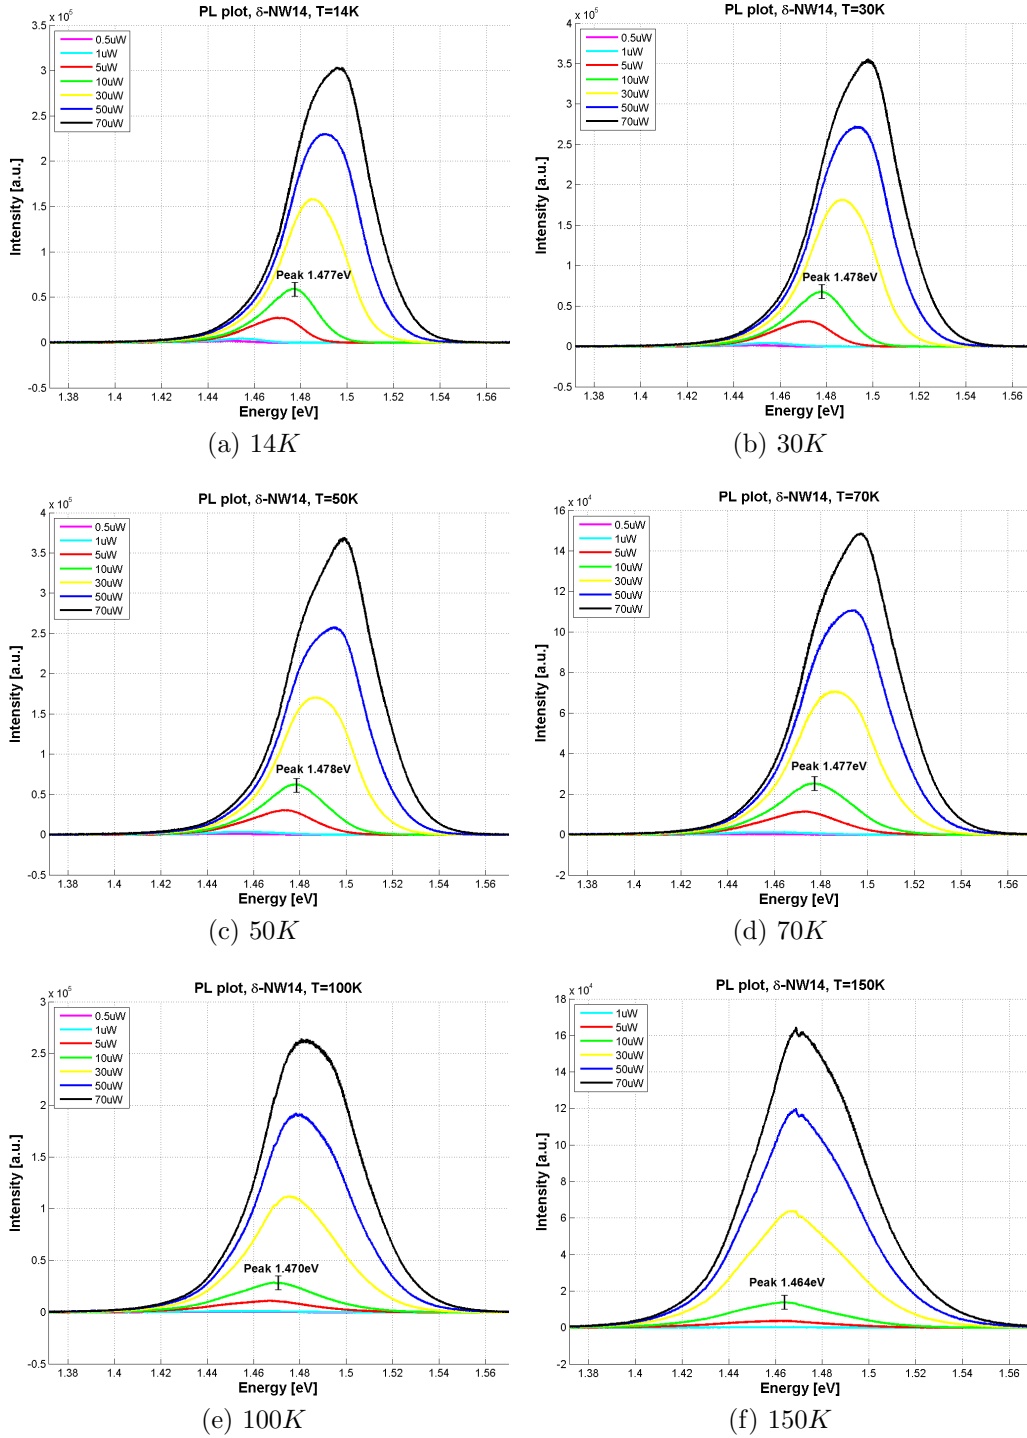 PL plot, δ-NW14, T=14K
x 10^5
3.5
3
2.5
2
1.5
1
0.5
0
-0.5
Intensity [a.u.]
0.5uW
1uW
5uW
10uW
30uW
50uW
70uW
Peak 1.477eV
1.38 1.4 1.42 1.44 1.46 1.48 1.5 1.52 1.54 1.56
Energy [eV]
(a) 14K
PL plot, δ-NW14, T=30K
x 10^5
4
3.5
3
2.5
2
1.5
1
0.5
0
-0.5
Intensity [a.u.]
0.5uW
1uW
5uW
10uW
30uW
50uW
70uW
Peak 1.478eV
1.38 1.4 1.42 1.44 1.46 1.48 1.5 1.52 1.54 1.56
Energy [eV]
(b) 30K
PL plot, δ-NW14, T=50K
x 10^5
4
3.5
3
2.5
2
1.5
1
0.5
0
-0.5
Intensity [a.u.]
0.5uW
1uW
5uW
10uW
30uW
50uW
70uW
Peak 1.478eV
1.38 1.4 1.42 1.44 1.46 1.48 1.5 1.52 1.54 1.56
Energy [eV]
(c) 50K
PL plot, δ-NW14, T=70K
x 10^4
16
14
12
10
8
6
4
2
0
-2
Intensity [a.u.]
0.5uW
1uW
5uW
10uW
30uW
50uW
70uW
Peak 1.477eV
1.38 1.4 1.42 1.44 1.46 1.48 1.5 1.52 1.54 1.56
Energy [eV]
(d) 70K
PL plot, δ-NW14, T=100K
x 10^5
3
2.5
2
1.5
1
0.5
0
-0.5
Intensity [a.u.]
0.5uW
1uW
5uW
10uW
30uW
50uW
70uW
Peak 1.470eV
1.38 1.4 1.42 1.44 1.46 1.48 1.5 1.52 1.54 1.56
Energy [eV]
(e) 100K
PL plot, δ-NW14, T=150K
x 10^4
18
16
14
12
10
8
6
4
2
0
-2
Intensity [a.u.]
1uW
5uW
10uW
30uW
50uW
70uW
Peak 1.464eV
1.38 1.4 1.42 1.44 1.46 1.48 1.5 1.52 1.54 1.56
Energy [eV]
(f) 150K